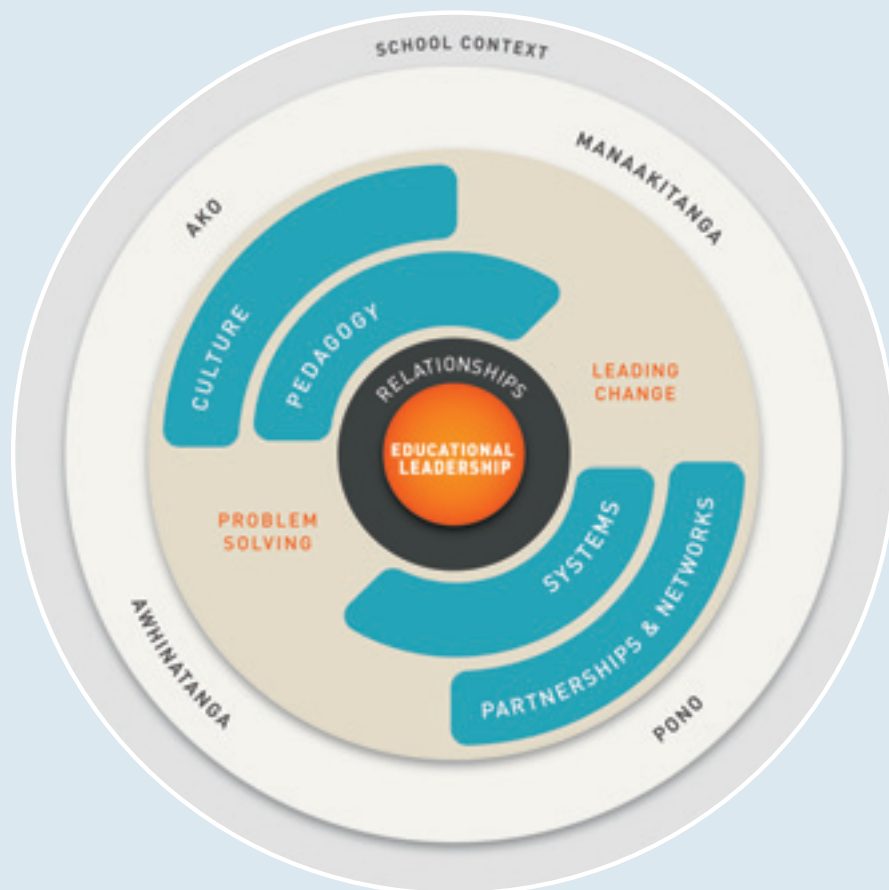 SCHOOL CONTEXT
MANAAKITANGA
AKO
CULTURE
PEDAGOGY
RELATIONSHIPS
LEADING
CHANGE
EDUCATIONAL
LEADERSHIP
PROBLEM
SOLVING
SYSTEMS
PARTNERSHIPS & NETWORKS
AWHINATANGA
PONO